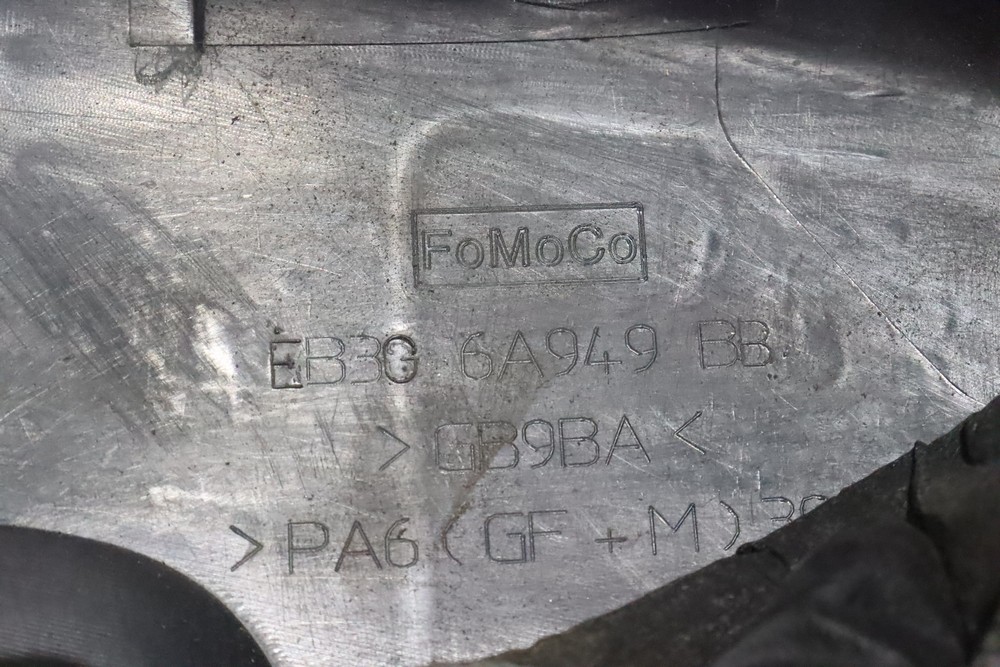 FoMoCo
EB3G 6A949 BB
>GB9BA<
>PA6(GF+M)